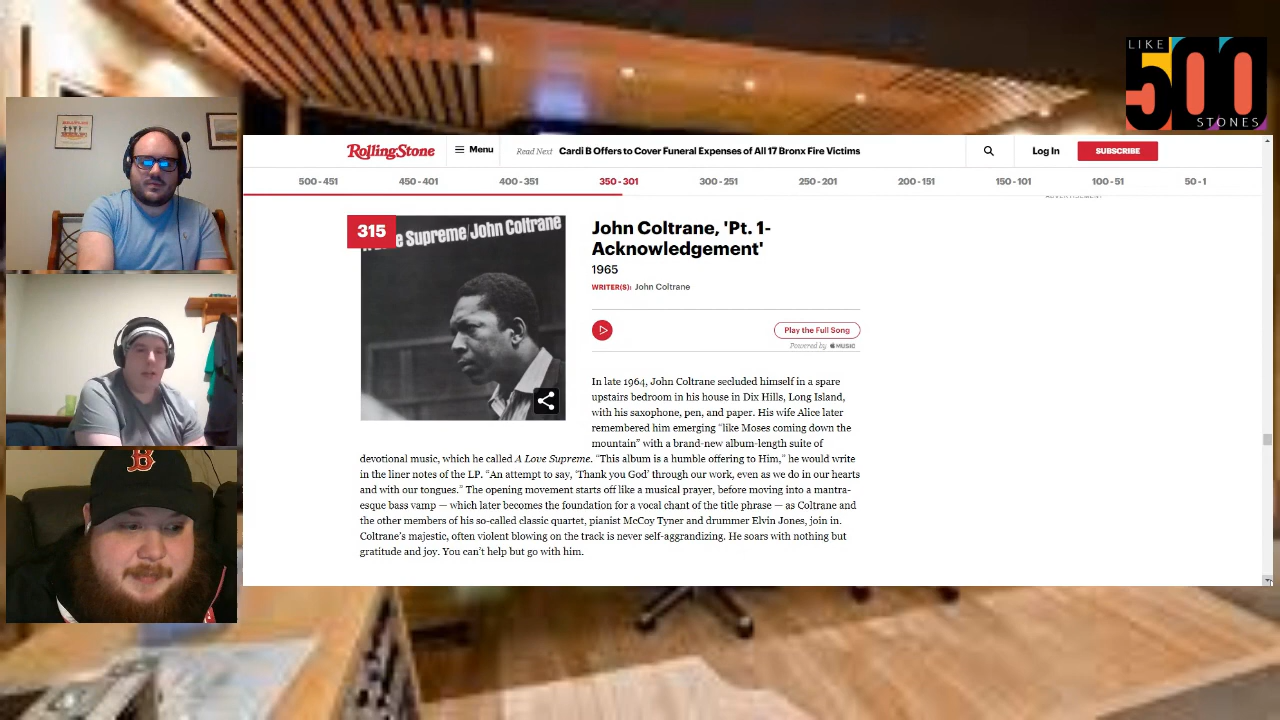 LIKE
500
STONES
RollingStone
Menu
Read Next Cardi B Offers to Cover Funeral Expenses of All 17 Bronx Fire Victims
Log In
SUBSCRIBE
500-451 450-401 400-351 350-301 300-251 250-201 200-151 150-101 100-51 50-1
ADVERTISEMENT
315
e Supreme/John Coltrane
John Coltrane, 'Pt. 1-
Acknowledgement'
1965
WRITER(S): John Coltrane
Play the Full Song
Powered by MUSIC
In late 1964, John Coltrane secluded himself in a spare
upstairs bedroom in his house in Dix Hills, Long Island,
with his saxophone, pen, and paper. His wife Alice later
remembered him emerging “like Moses coming down the
mountain” with a brand-new album-length suite of
devotional music, which he called A Love Supreme. “This album is a humble offering to Him,” he would write
in the liner notes of the LP. “An attempt to say, ‘Thank you God’ through our work, even as we do in our hearts
and with our tongues.” The opening movement starts off like a musical prayer, before moving into a mantra-
esque bass vamp — which later becomes the foundation for a vocal chant of the title phrase — as Coltrane and
the other members of his so-called classic quartet, pianist McCoy Tyner and drummer Elvin Jones, join in.
Coltrane’s majestic, often violent blowing on the track is never self-aggrandizing. He soars with nothing but
gratitude and joy. You can’t help but go with him.
B